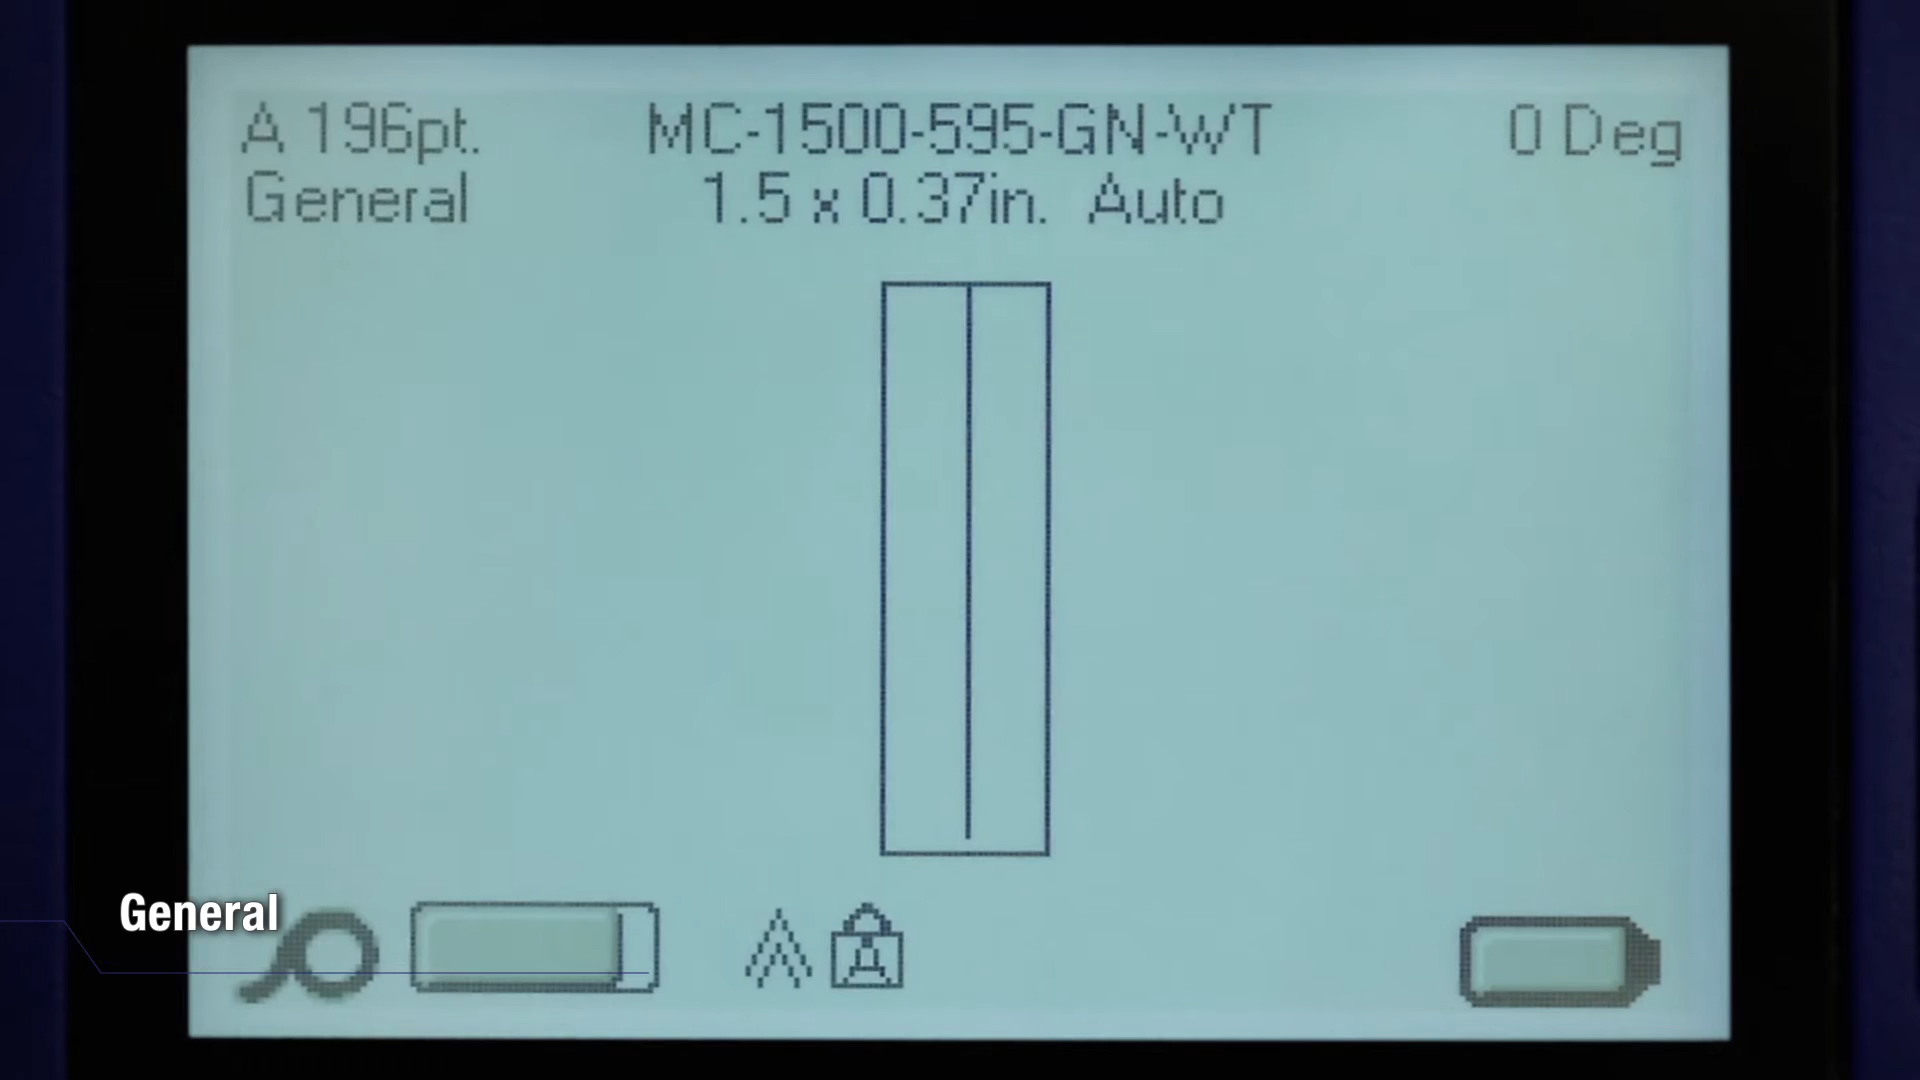 A 196pt. MC-1500-595-GN-WT 0 Deg
General 1.5 x 0.37in. Auto
General